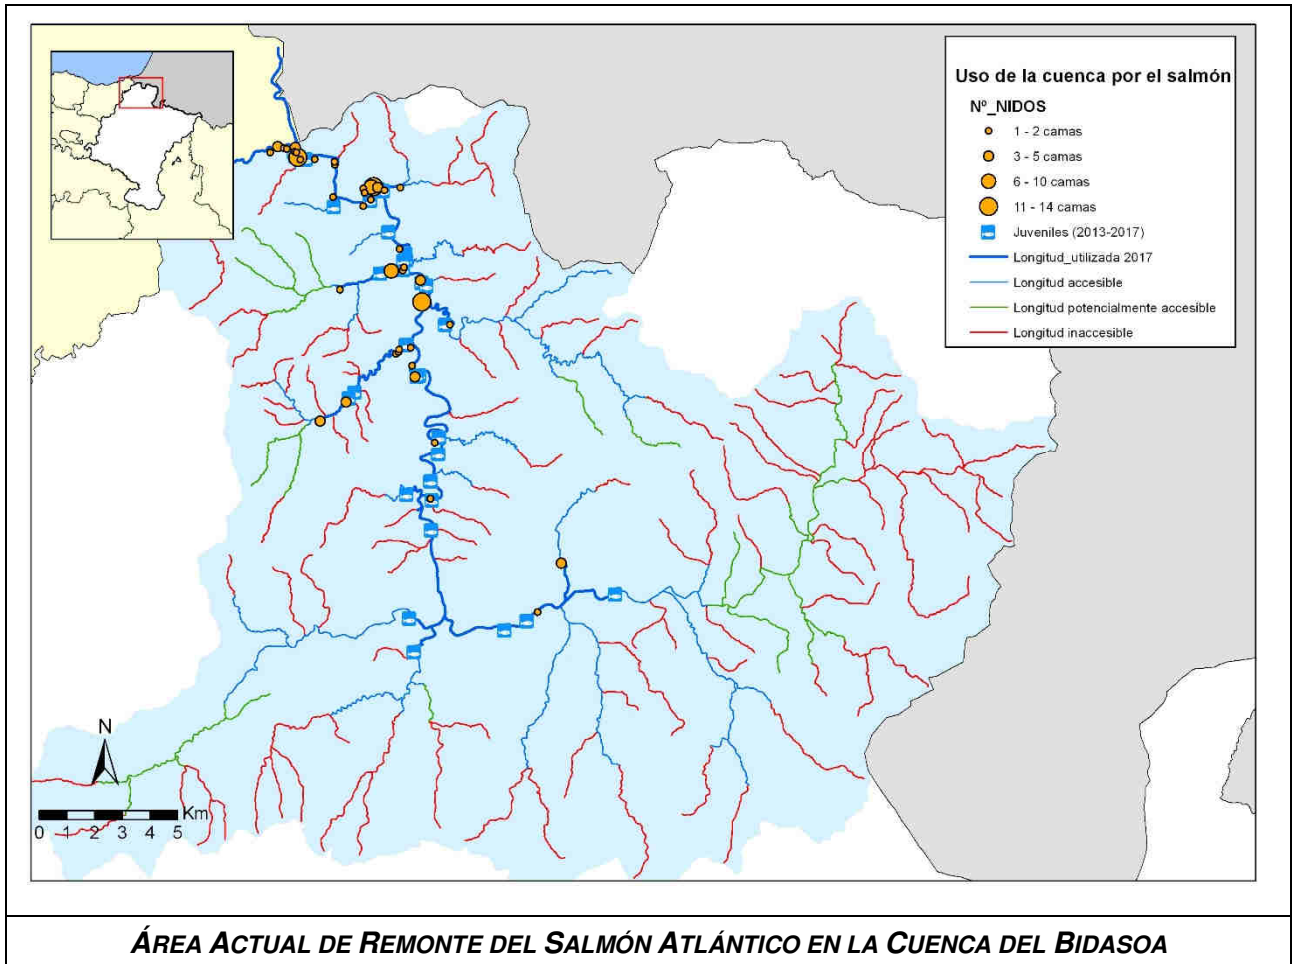 Uso de la cuenca por el salmón
Nº_NIDOS
1 - 2 camas
3 - 5 camas
6 - 10 camas
11 - 14 camas
Juveniles (2013-2017)
Longitud_utilizada 2017
Longitud accesible
Longitud potencialmente accesible
Longitud inaccesible
N
Km
0 1 2 3 4 5
ÁREA ACTUAL DE REMONTE DEL SALMÓN ATLÁNTICO EN LA CUENCA DEL BIDASOA